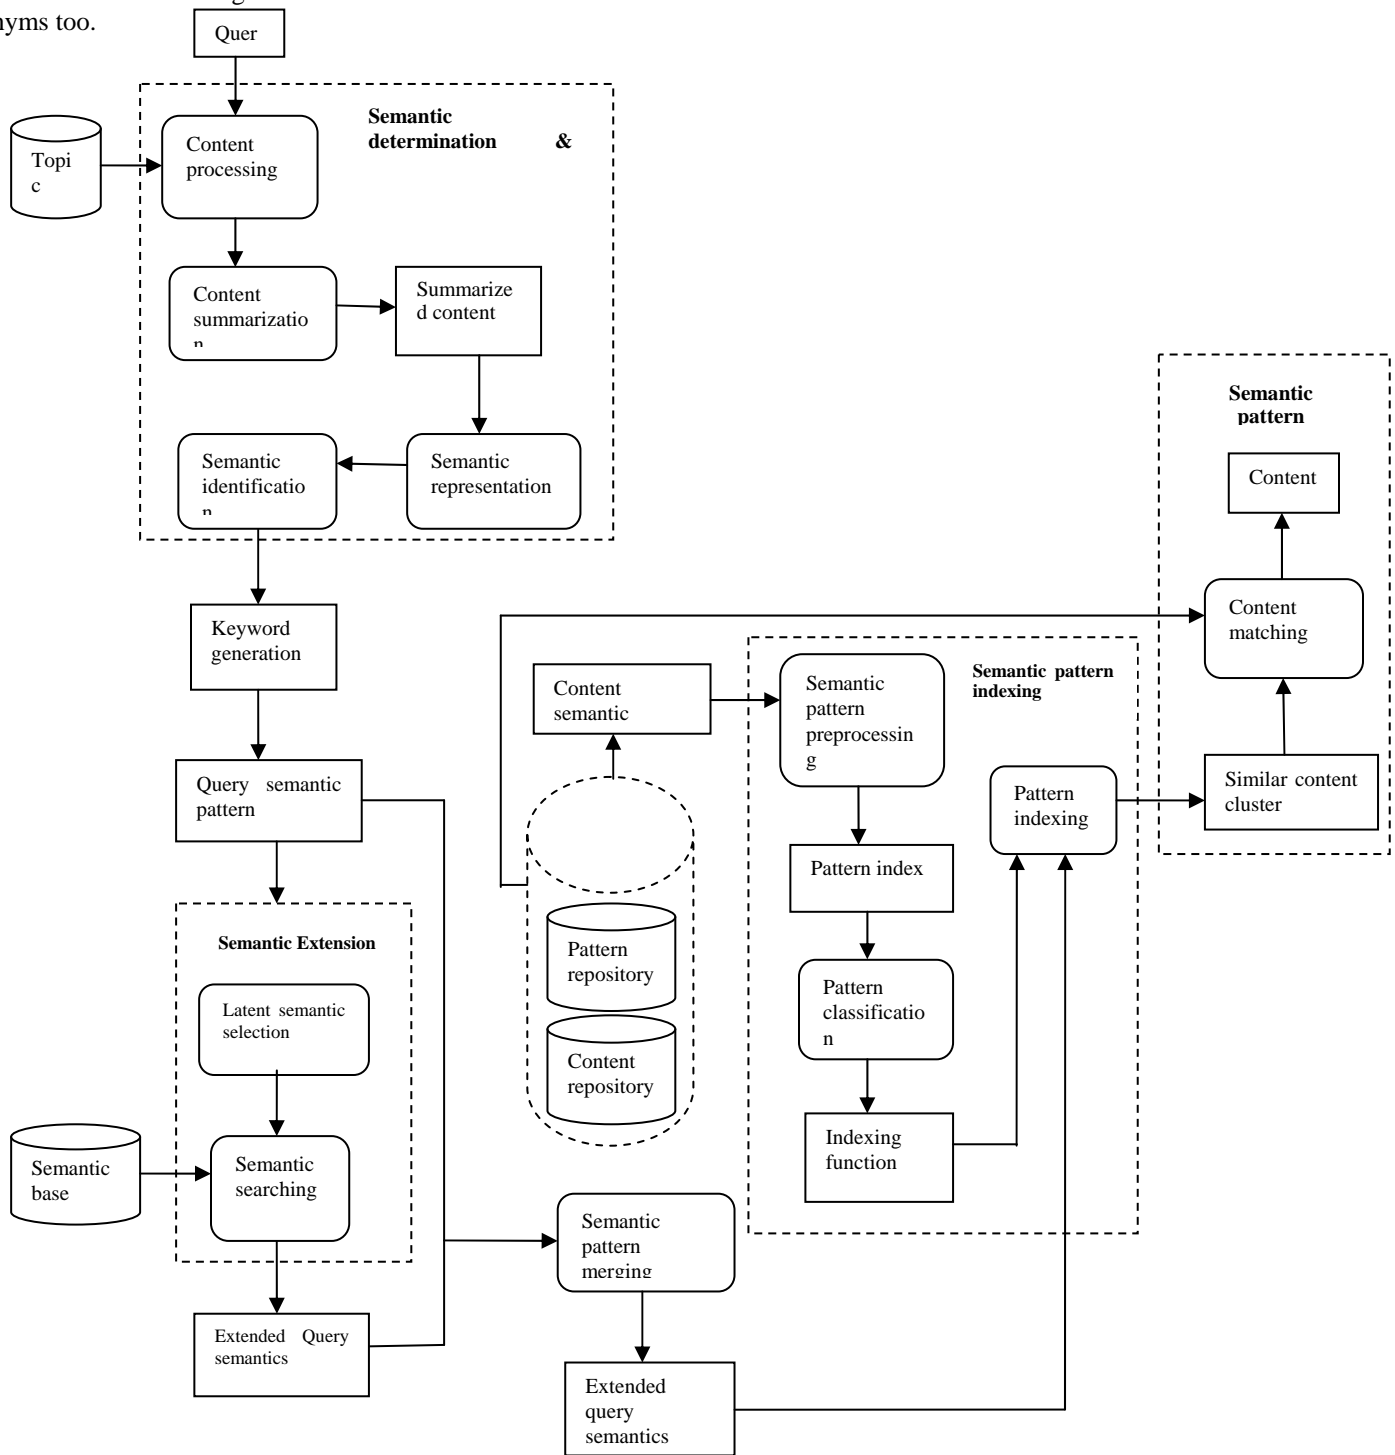 nyms too.
Quer
Semantic
determination &
Topi
c
Content
processing
Content
summarizatio
n
Summarize
d content
Semantic
identificatio
n
Semantic
representation
Semantic
pattern
Content
Keyword
generation
Content
matching
Content
semantic
Semantic
pattern
preprocessin
g
Semantic pattern
indexing
Query semantic
pattern
Pattern
indexing
Similar content
cluster
Pattern index
Semantic Extension
Pattern
repository
Latent semantic
selection
Pattern
classificatio
n
Content
repository
Semantic
base
Semantic
searching
Indexing
function
Semantic
pattern
merging
Extended Query
semantics
Extended
query
semantics